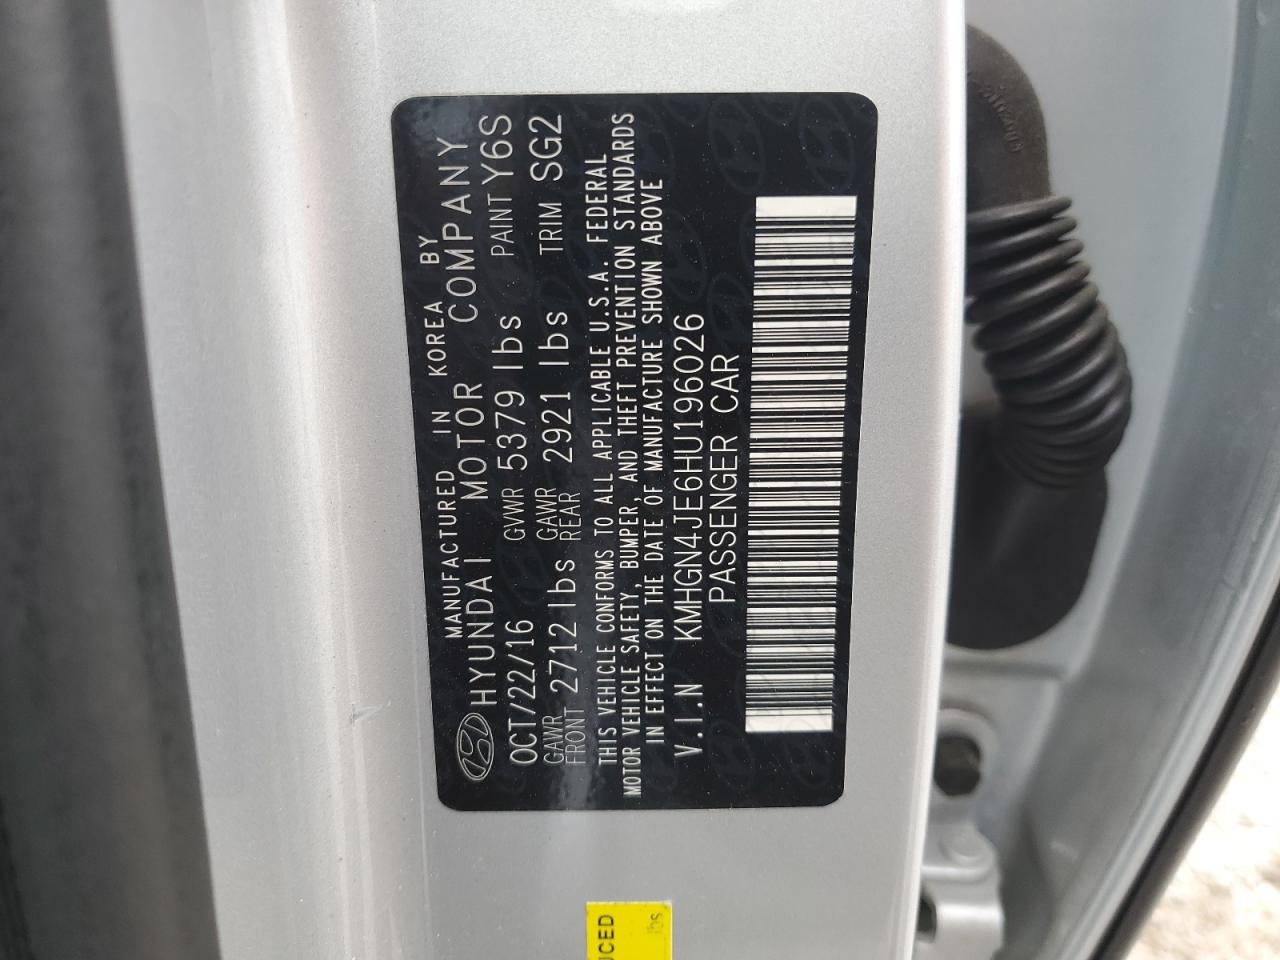 MANUFACTURED IN KOREA BY
HYUNDAI MOTOR COMPANY
OCT/22/16 GVWR 5379 lbs PAINT Y6S
GAWR FRONT 2712 lbs GAWR REAR 2921 lbs TRIM SG2
THIS VEHICLE CONFORMS TO ALL APPLICABLE U.S.A. FEDERAL
MOTOR VEHICLE SAFETY, BUMPER, AND THEFT PREVENTION STANDARDS
IN EFFECT ON THE DATE OF MANUFACTURE SHOWN ABOVE
V.I.N KMHGN4JE6HU196026
PASSENGER CAR
UCED
lbs